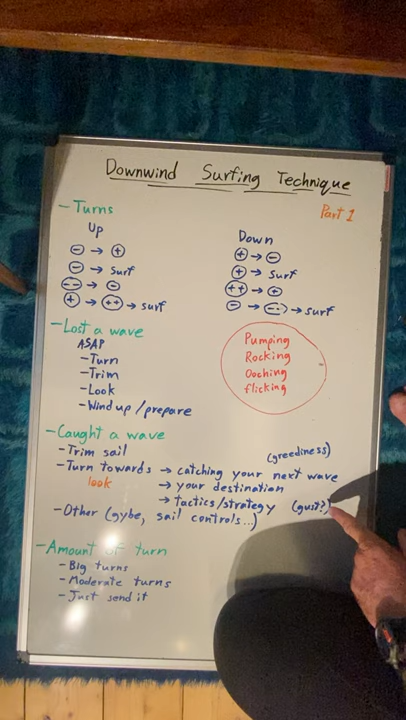 Downwind Surfing Technique
Part 1
- Turns
Up
⊖ → ⊕
⊖ → surf
(--) → ⊖
⊕ → (++) → surf
Down
⊕ → ⊖
⊕ → surf
(++) → ⊕
⊖ → (--) → surf
- Lost a wave
ASAP
- Turn
- Trim
- Look
- Wind up / prepare
Pumping
Rocking
Ooching
flicking
- Caught a wave
- Trim sail
(greediness)
- Turn towards → catching your next wave
look → your destination
→ tactics/strategy (gust?)
- Other (gybe, sail controls...)
- Amount of turn
- Big turns
- Moderate turns
- Just send it